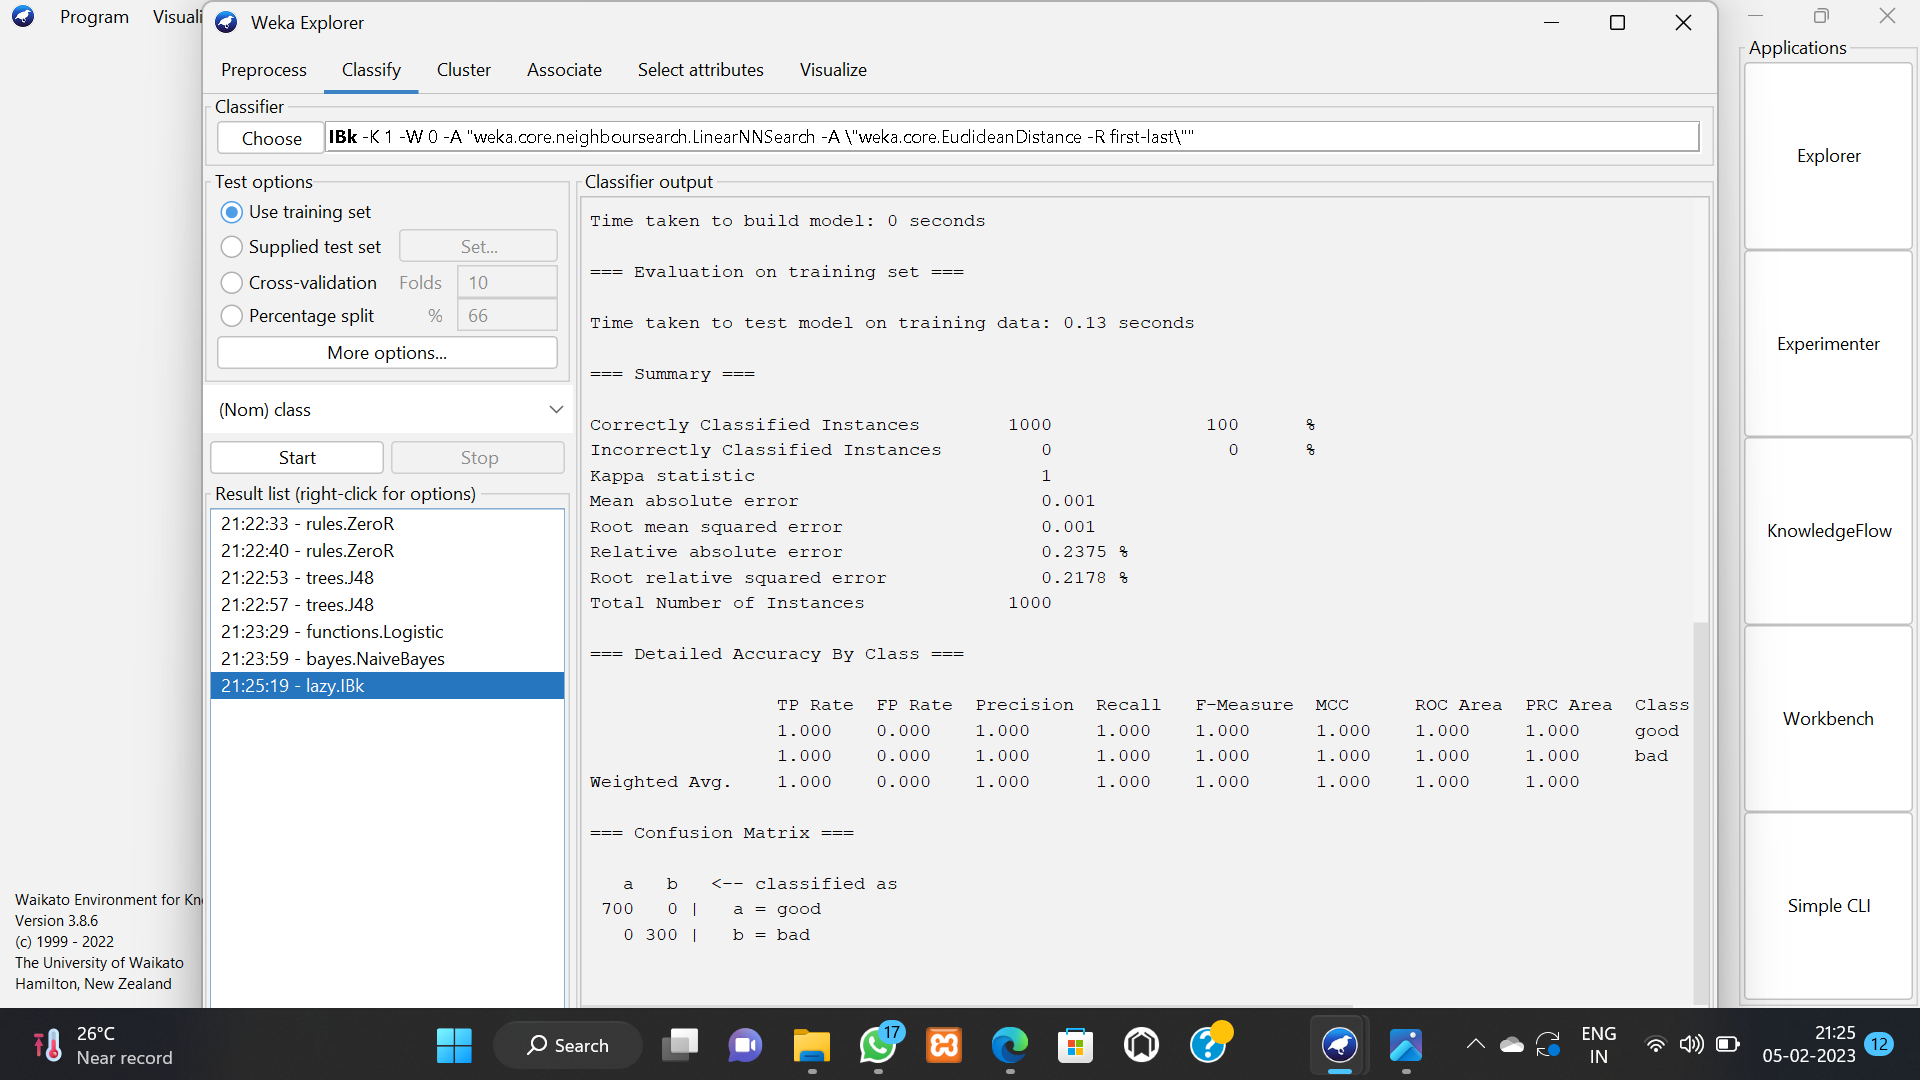 Program Visuali
Weka Explorer
Preprocess Classify Cluster Associate Select attributes Visualize
Classifier
Choose IBk -K 1 -W 0 -A "weka.core.neighboursearch.LinearNNSearch -A \"weka.core.EuclideanDistance -R first-last\""
Test options
Use training set
Supplied test set Set...
Cross-validation Folds 10
Percentage split % 66
More options...
(Nom) class
Start Stop
Result list (right-click for options)
21:22:33 - rules.ZeroR
21:22:40 - rules.ZeroR
21:22:53 - trees.J48
21:22:57 - trees.J48
21:23:29 - functions.Logistic
21:23:59 - bayes.NaiveBayes
21:25:19 - lazy.IBk
Classifier output
Time taken to build model: 0 seconds
=== Evaluation on training set ===
Time taken to test model on training data: 0.13 seconds
=== Summary ===
Correctly Classified Instances 1000 100 %
Incorrectly Classified Instances 0 0 %
Kappa statistic 1
Mean absolute error 0.001
Root mean squared error 0.001
Relative absolute error 0.2375 %
Root relative squared error 0.2178 %
Total Number of Instances 1000
=== Detailed Accuracy By Class ===
TP Rate FP Rate Precision Recall F-Measure MCC ROC Area PRC Area Class
1.000 0.000 1.000 1.000 1.000 1.000 1.000 1.000 good
1.000 0.000 1.000 1.000 1.000 1.000 1.000 1.000 bad
Weighted Avg. 1.000 0.000 1.000 1.000 1.000 1.000 1.000 1.000
=== Confusion Matrix ===
a b <-- classified as
700 0 | a = good
0 300 | b = bad
Applications
Explorer
Experimenter
KnowledgeFlow
Workbench
Simple CLI
Waikato Environment for Kn
Version 3.8.6
(c) 1999 - 2022
The University of Waikato
Hamilton, New Zealand
26°C
Near record
Search
17
ENG
IN
21:25
05-02-2023
12